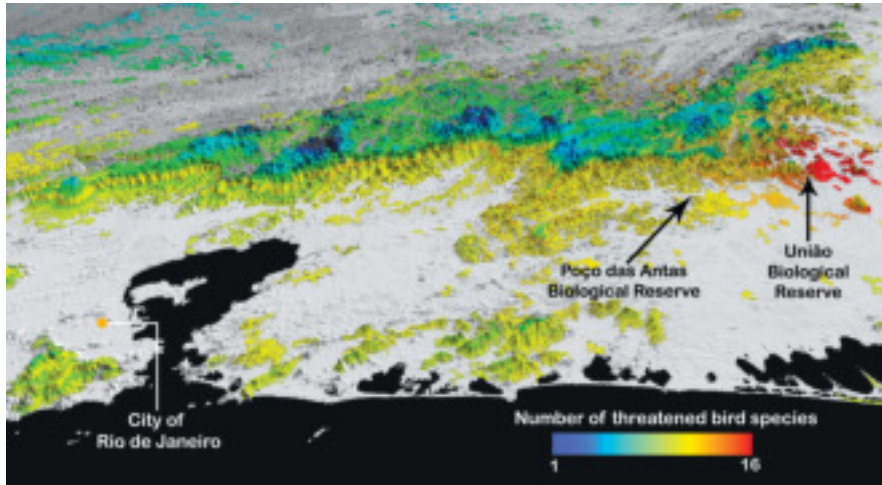 Poço das Antas
Biological Reserve
União
Biological
Reserve
City of
Rio de Janeiro
Number of threatened bird species
1
16